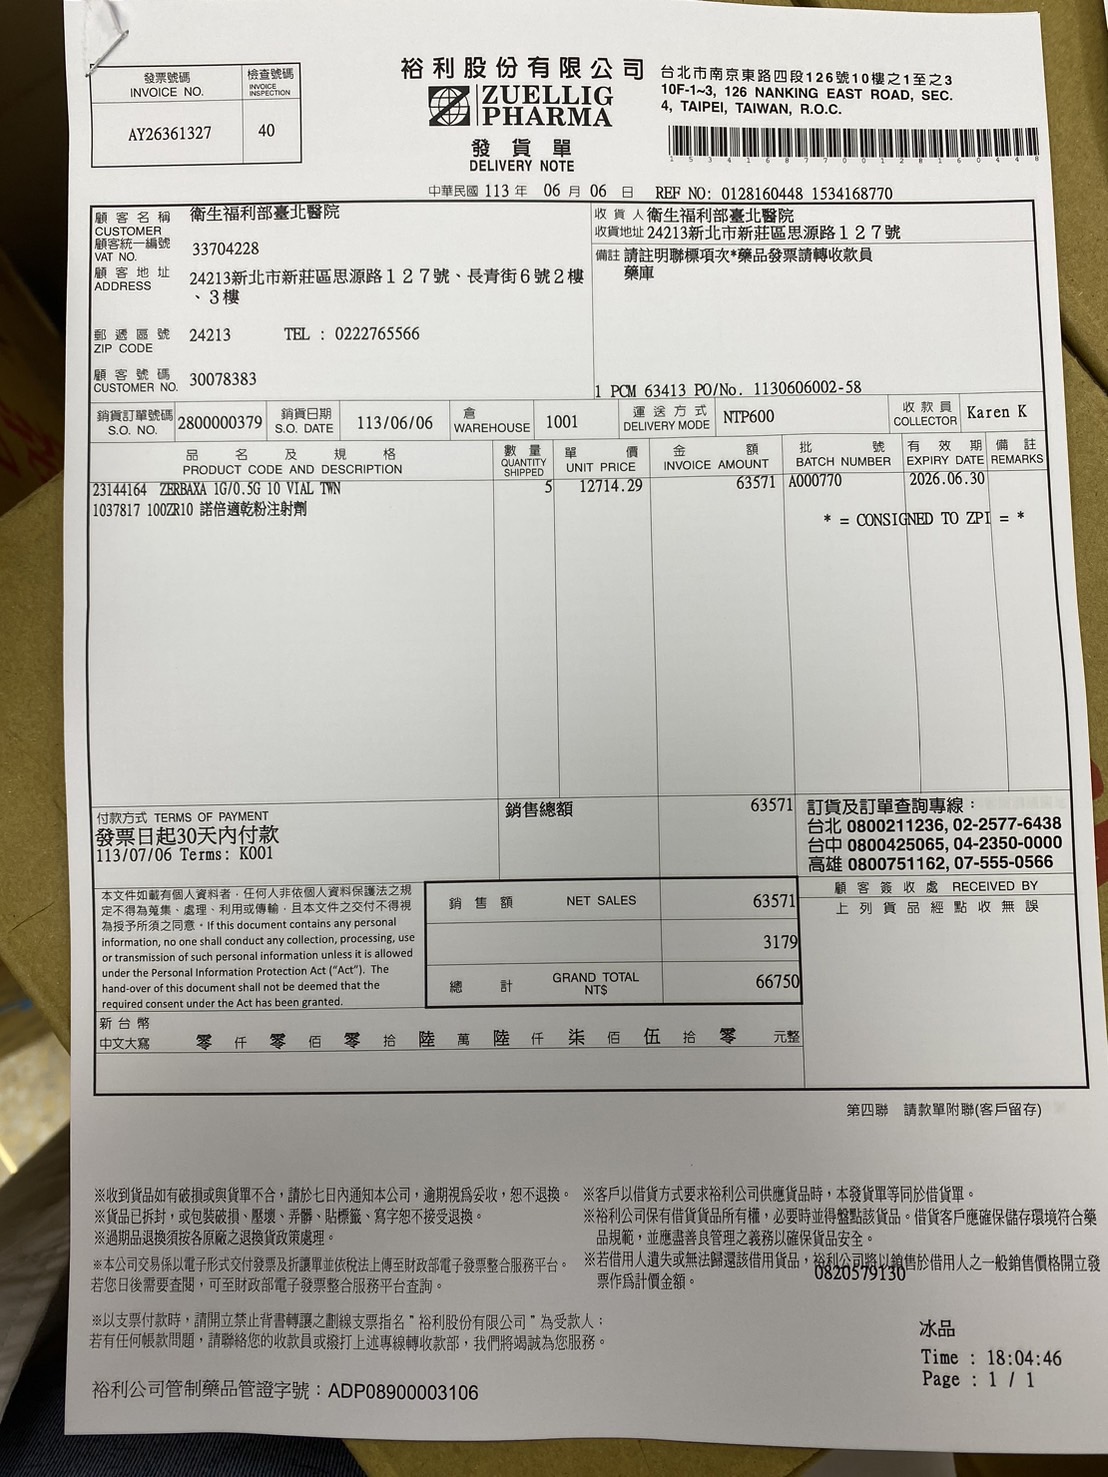 發票號碼
INVOICE NO.
檢查號碼
INVOICE
INSPECTION
AY26361327
40
裕利股份有限公司
ZUELLIG
PHARMA
發貨單
DELIVERY NOTE
台北市南京東路四段126號10樓之1至之3
10F-1~3, 126 NANKING EAST ROAD, SEC.
4, TAIPEI, TAIWAN, R.O.C.
中華民國 113 年 06 月 06 日 REF NO: 0128160448 1534168770
顧客名稱 衛生福利部臺北醫院
CUSTOMER
顧客統一編號 33704228
VAT NO.
顧客地址 24213新北市新莊區思源路127號、長青街6號2樓
ADDRESS
、3樓
郵遞區號 24213 TEL : 0222765566
ZIP CODE
顧客號碼 30078383
CUSTOMER NO.
收貨人 衛生福利部臺北醫院
收貨地址 24213新北市新莊區思源路127號
備註 請註明聯標項次*藥品發票請轉收款員
藥庫
1 PCM 63413 PO/No. 1130606002-58
銷貨訂單號碼 2800000379
S.O. NO.
銷貨日期 113/06/06
S.O. DATE
倉 1001
WAREHOUSE
運送方式 NTP600
DELIVERY MODE
收款員 Karen K
COLLECTOR
品名及規格
PRODUCT CODE AND DESCRIPTION
數量
QUANTITY
SHIPPED
單價
UNIT PRICE
金額
INVOICE AMOUNT
批號
BATCH NUMBER
有效期
EXPIRY DATE
備註
REMARKS
23144164 ZERBAXA 1G/0.5G 10 VIAL TWN 5 12714.29 63571 A000770 2026.06.30
1037817 100ZR10 諾倍適乾粉注射劑
* = CONSIGNED TO ZPI = *
付款方式 TERMS OF PAYMENT
發票日起30天內付款
113/07/06 Terms: K001
銷售總額 63571
訂貨及訂單查詢專線：
台北 0800211236, 02-2577-6438
台中 0800425065, 04-2350-0000
高雄 0800751162, 07-555-0566
本文件如載有個人資料者，任何人非依個人資料保護法之規
定不得為蒐集、處理、利用或傳輸，且本文件之交付不得視
為授予所須之同意。If this document contains any personal
information, no one shall conduct any collection, processing, use
or transmission of such personal information unless it is allowed
under the Personal Information Protection Act ("Act"). The
hand-over of this document shall not be deemed that the
required consent under the Act has been granted.
銷售額 NET SALES 63571
3179
總計 GRAND TOTAL NT$ 66750
顧客簽收處 RECEIVED BY
上列貨品經點收無誤
新台幣
中文大寫 零 仟 零 佰 零 拾 陸 萬 陸 仟 柒 佰 伍 拾 零 元整
第四聯 請款單附聯(客戶留存)
※收到貨品如有破損或與貨單不合，請於七日內通知本公司，逾期視為妥收，恕不退換。
※貨品已拆封，或包裝破損、壓壞、弄髒、貼標籤、寫字恕不接受退換。
※過期品退換須按各原廠之退換貨政策處理。
※本公司交易係以電子形式交付發票及折讓單並依稅法上傳至財政部電子發票整合服務平台。
若您日後需要查閱，可至財政部電子發票整合服務平台查詢。
※以支票付款時，請開立禁止背書轉讓之劃線支票指名"裕利股份有限公司"為受款人；
若有任何帳款問題，請聯絡您的收款員或撥打上述專線轉收款部，我們將竭誠為您服務。
裕利公司管制藥品管證字號：ADP08900003106
※客戶以借貨方式要求裕利公司供應貨品時，本發貨單等同於借貨單。
※裕利公司保有借貨貨品所有權，必要時並得盤點該貨品。借貨客戶應確保儲存環境符合藥
品規範，並應盡善良管理之義務以確保貨品安全。
※若借用人遺失或無法歸還該借用貨品，裕利公司將以銷售於借用人之一般銷售價格開立發
票作為計價金額。
0820579130
冰品
Time : 18:04:46
Page : 1 / 1